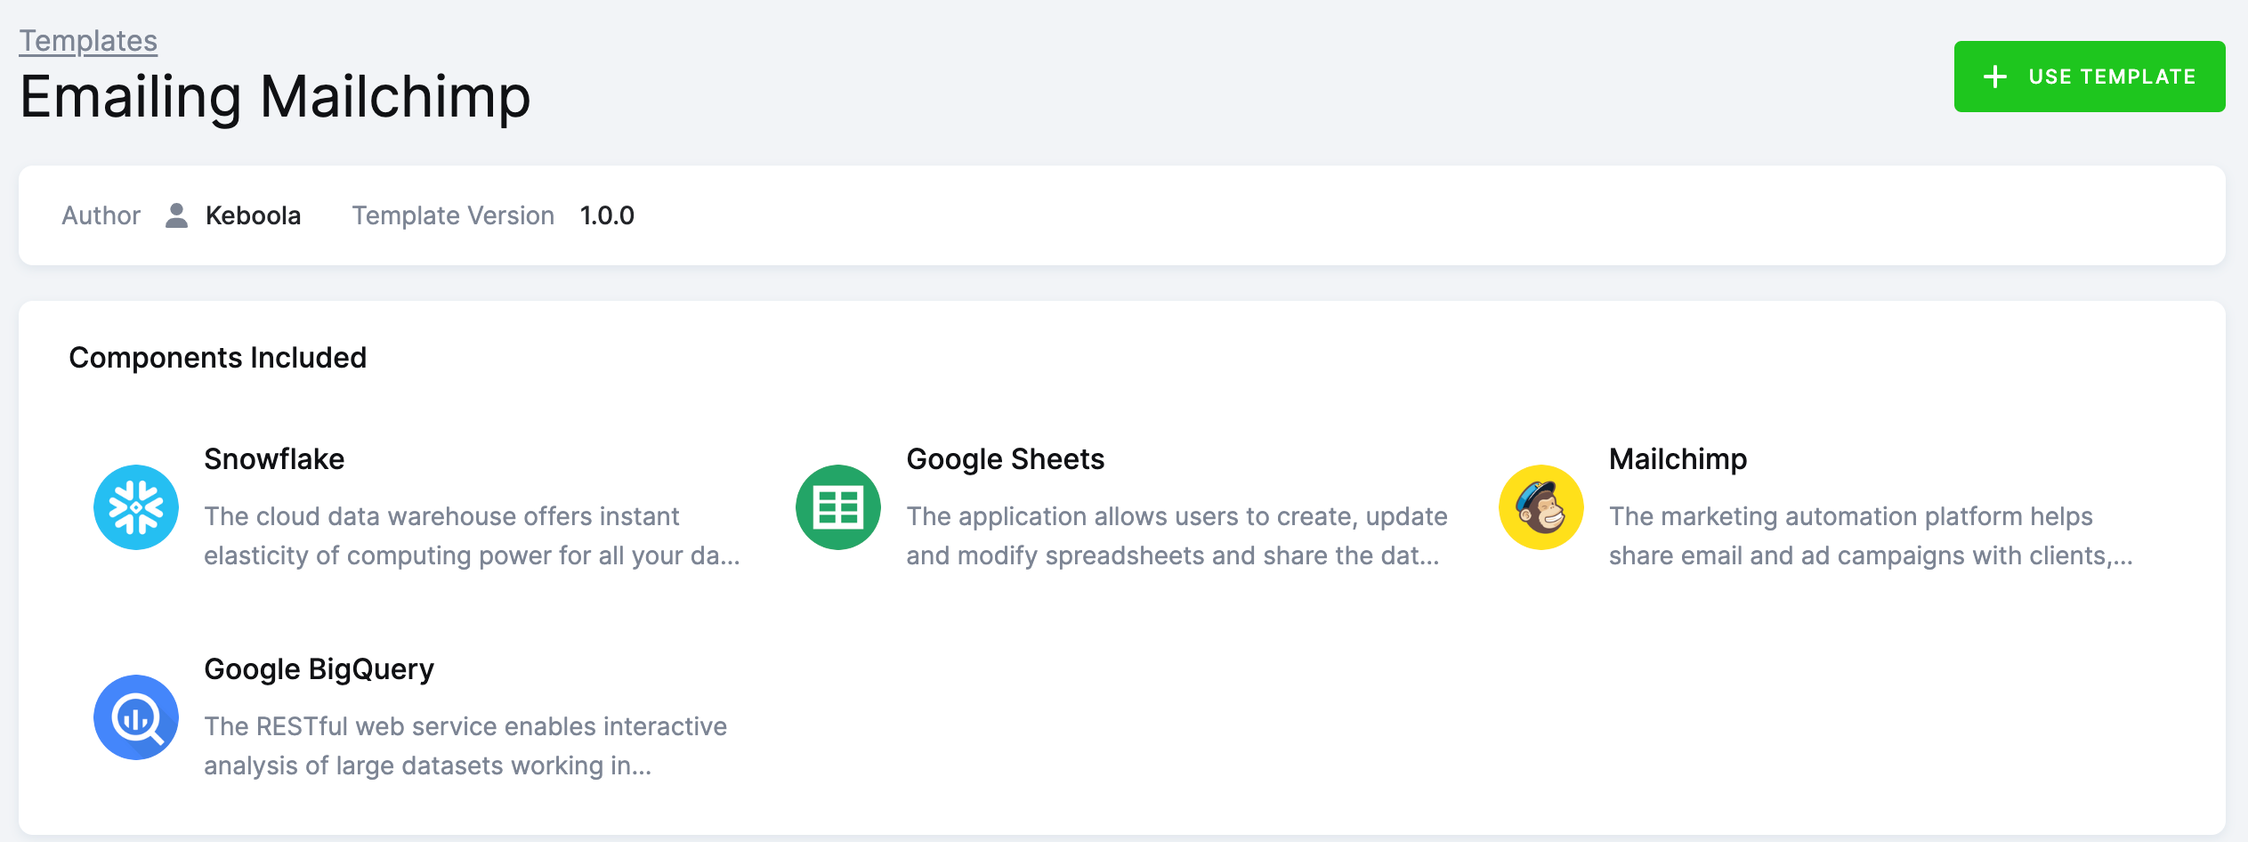 Templates
Emailing Mailchimp
USE TEMPLATE
Author Keboola Template Version 1.0.0
Components Included
Snowflake
The cloud data warehouse offers instant
elasticity of computing power for all your da...
Google Sheets
The application allows users to create, update
and modify spreadsheets and share the dat...
Mailchimp
The marketing automation platform helps
share email and ad campaigns with clients,...
Google BigQuery
The RESTful web service enables interactive
analysis of large datasets working in...